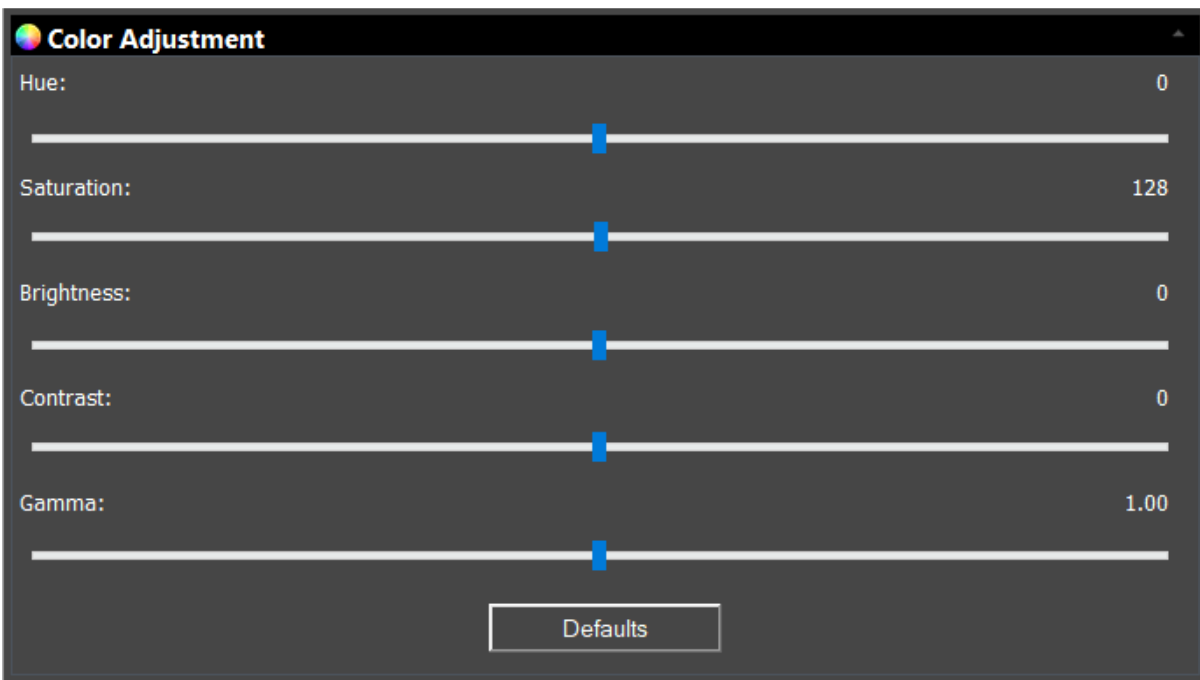 Color Adjustment
Hue: 0
Saturation: 128
Brightness: 0
Contrast: 0
Gamma: 1.00
Defaults